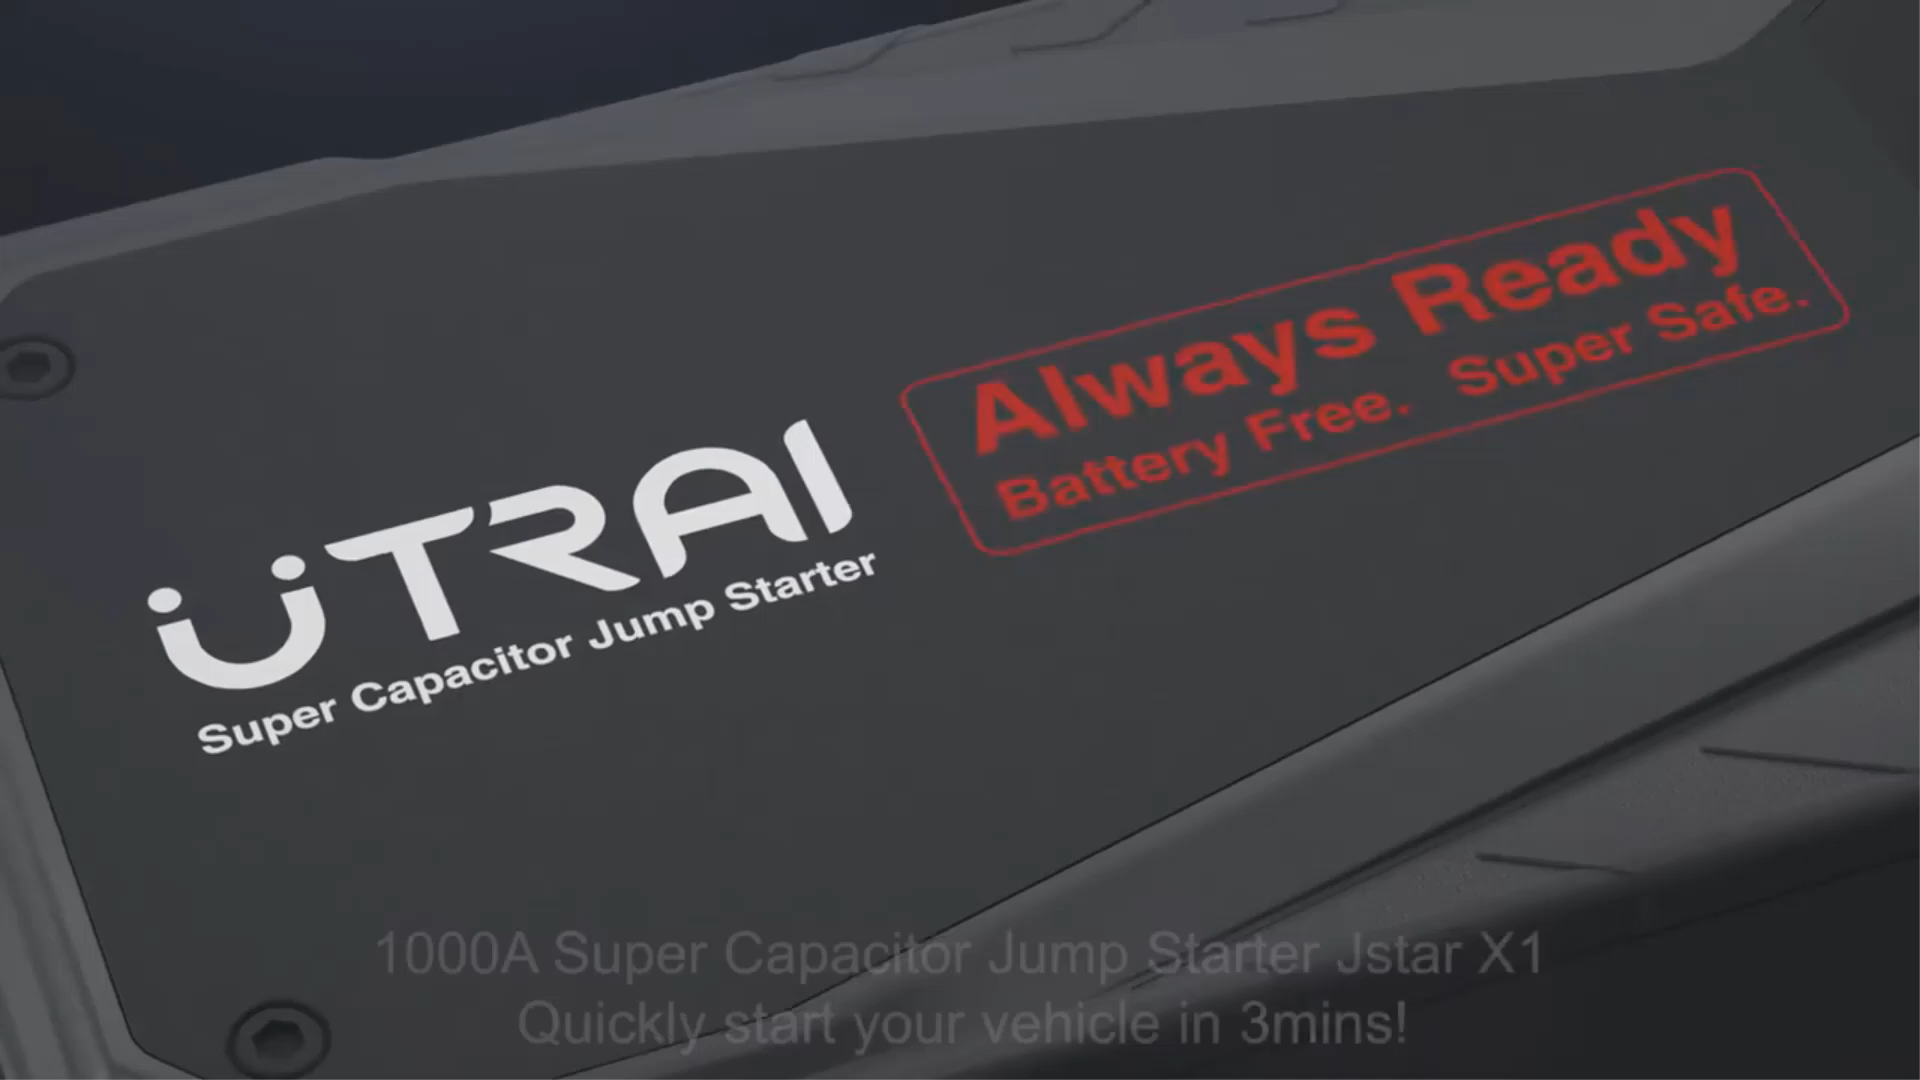 UTRAI
Super Capacitor Jump Starter
Always Ready
Battery Free. Super Safe.
1000A Super Capacitor Jump Starter Jstar X1
Quickly start your vehicle in 3mins!